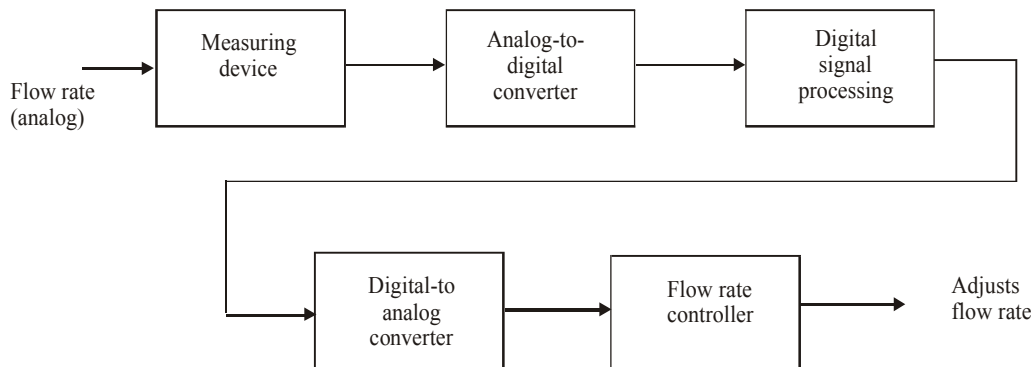 Flow rate
(analog)
Measuring
device
Analog-to-
digital
converter
Digital
signal
processing
Digital-to
analog
converter
Flow rate
controller
Adjusts
flow rate